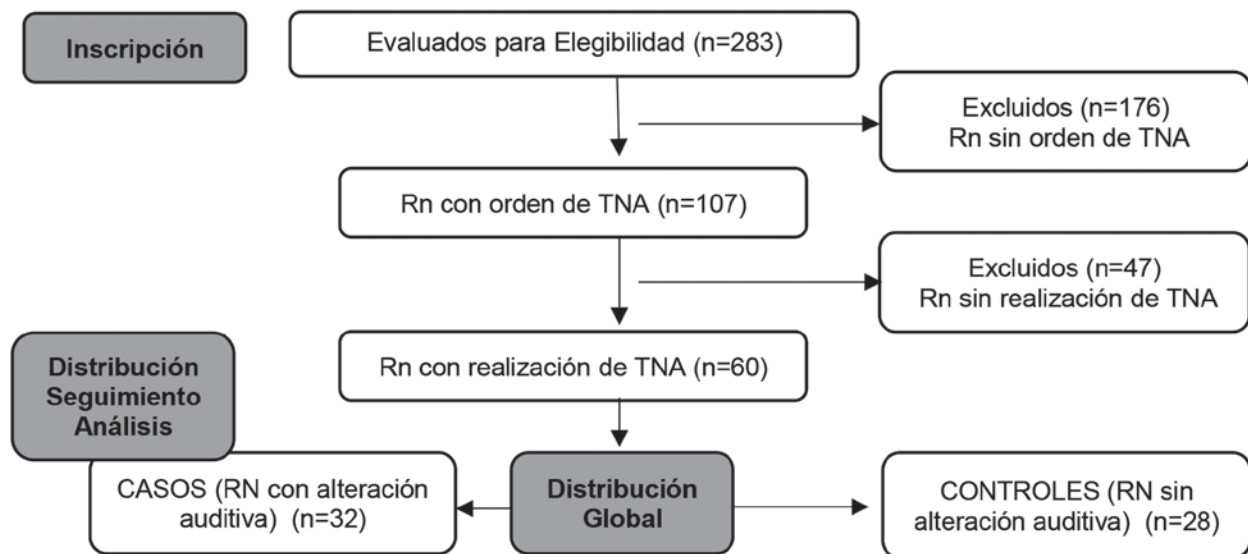 Inscripción
Evaluados para Elegibilidad (n=283)
Excluidos (n=176)
Rn sin orden de TNA
Rn con orden de TNA (n=107)
Excluidos (n=47)
Rn sin realización de TNA
Rn con realización de TNA (n=60)
Distribución
Seguimiento
Análisis
CASOS (RN con alteración
auditiva) (n=32)
Distribución
Global
CONTROLES (RN sin
alteración auditiva) (n=28)